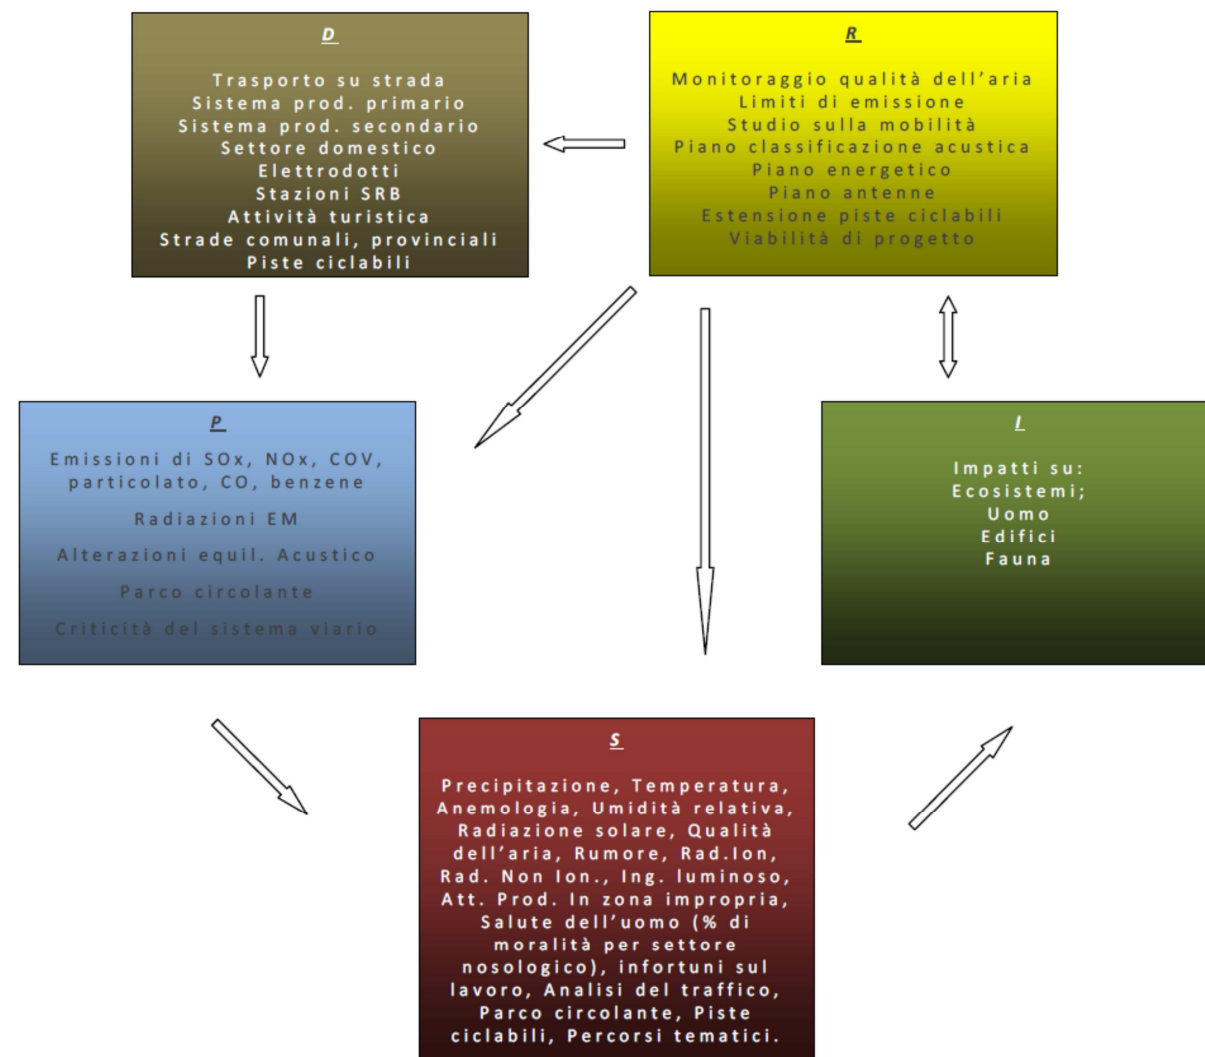 D
Trasporto su strada
Sistema prod. primario
Sistema prod. secondario
Settore domestico
Elettrodotti
Stazioni SRB
Attività turistica
Strade comunali, provinciali
Piste ciclabili
R
Monitoraggio qualità dell’aria
Limiti di emissione
Studio sulla mobilità
Piano classificazione acustica
Piano energetico
Piano antenne
Estensione piste ciclabili
Viabilità di progetto
P
Emissioni di SOx, NOx, COV,
particolato, CO, benzene
Radiazioni EM
Alterazioni equil. Acustico
Parco circolante
Criticità del sistema viario
I
Impatti su:
Ecosistemi;
Uomo
Edifici
Fauna
S
Precipitazione, Temperatura,
Anemologia, Umidità relativa,
Radiazione solare, Qualità
dell’aria, Rumore, Rad.Ion,
Rad. Non Ion., Ing. luminoso,
Att. Prod. In zona impropria,
Salute dell’uomo (% di
moralità per settore
nosologico), infortuni sul
lavoro, Analisi del traffico,
Parco circolante, Piste
ciclabili, Percorsi tematici.